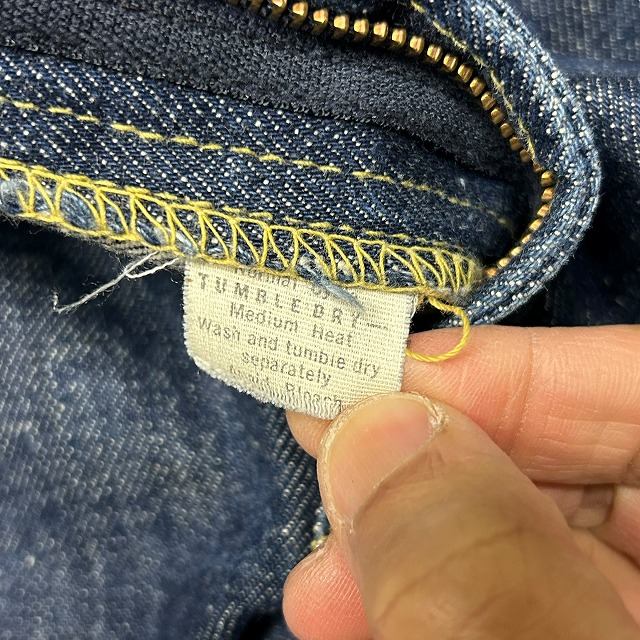 TUMBLE DRY
Medium Heat
Wash and tumble dry
separately